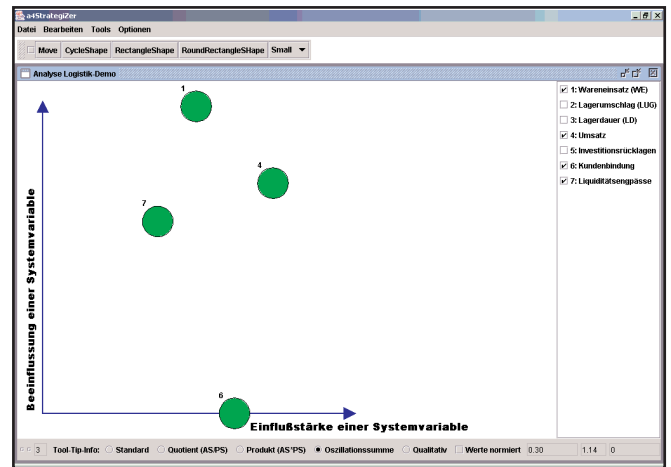 a4StrategiZer
Datei Bearbeiten Tools Optionen
Move CycleShape RectangleShape RoundRectangleSHape Small
Analyse Logistik-Demo
1
4
7
6
Beeinflussung einer Systemvariable
Einflußstärke einer Systemvariable
1: Wareneinsatz (WE)
2: Lagerumschlag (LUG)
3: Lagerdauer (LD)
4: Umsatz
5: Investitionsrücklagen
6: Kundenbindung
7: Liquiditätsengpässe
3 Tool-Tip-Info: Standard Quotient (AS/PS) Produkt (AS*PS) Oszillationssumme Qualitativ Werte normiert 0.30 1.14 0